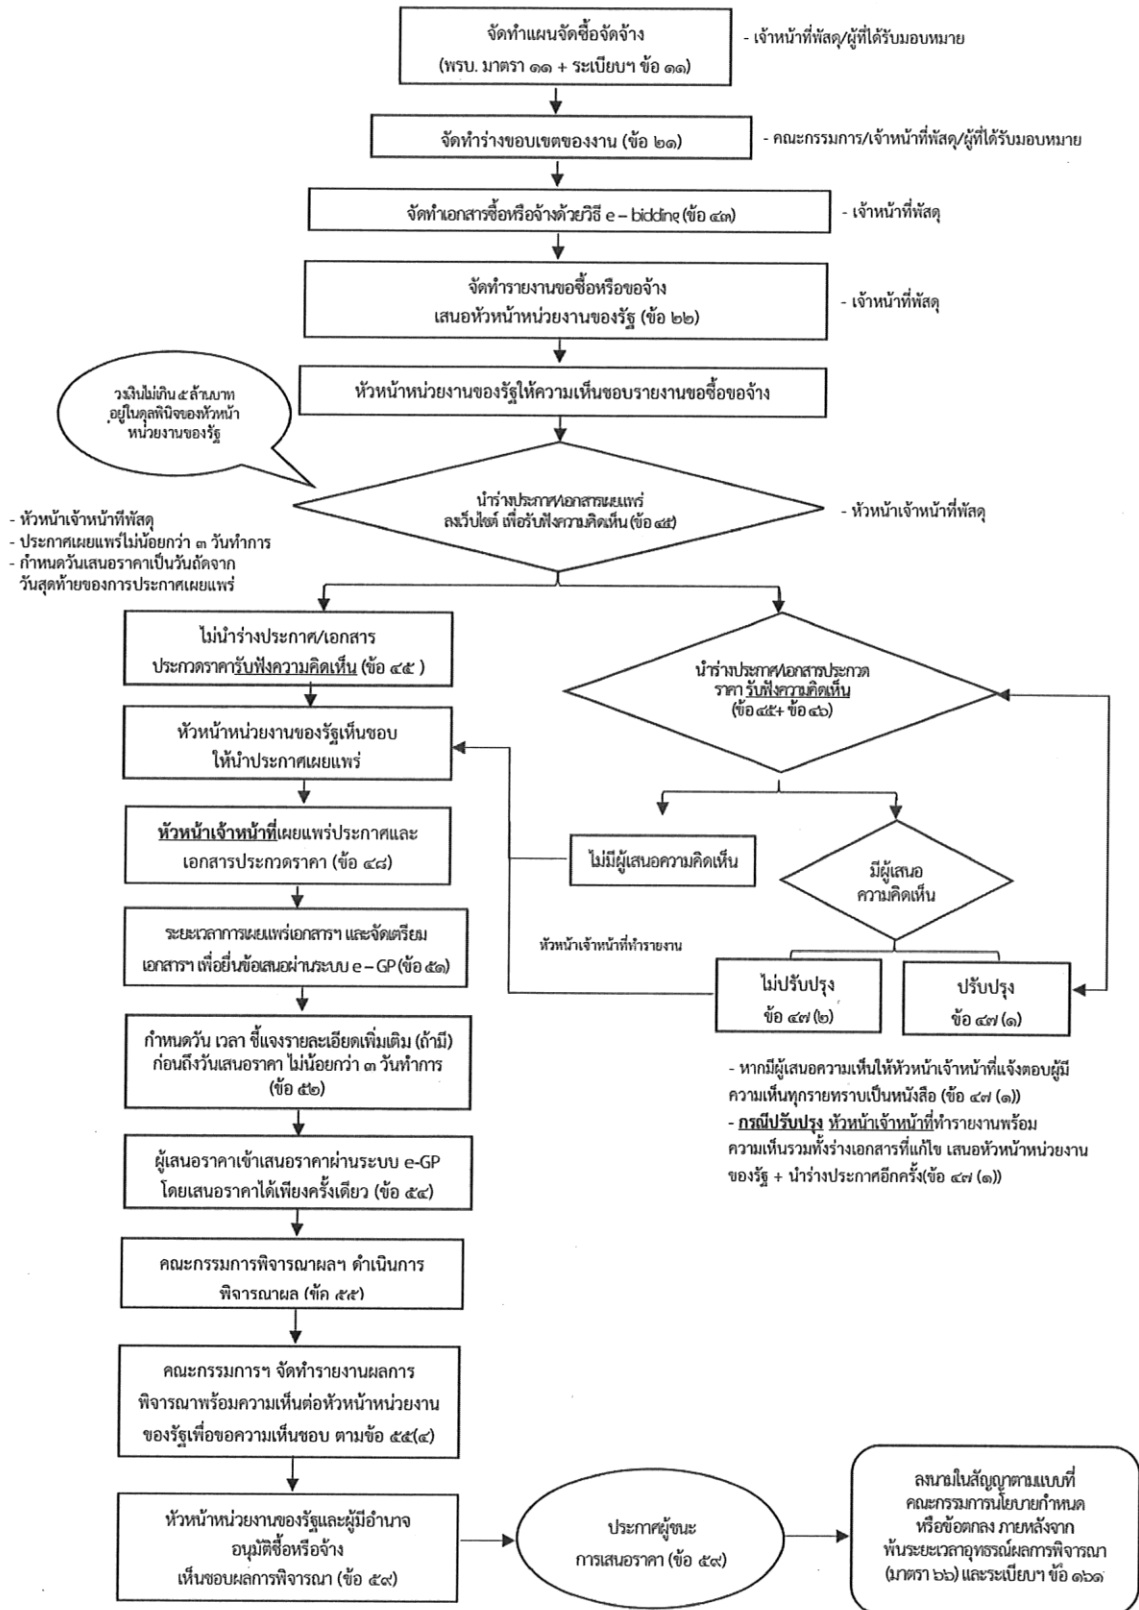 จัดทำแผนจัดซื้อจัดจ้าง
(พรบ. มาตรา ๑๑ + ระเบียบฯ ข้อ ๑๑)
- เจ้าหน้าที่พัสดุ/ผู้ที่ได้รับมอบหมาย
จัดทำร่างขอบเขตของงาน (ข้อ ๒๑)
- คณะกรรมการ/เจ้าหน้าที่พัสดุ/ผู้ที่ได้รับมอบหมาย
จัดทำเอกสารซื้อหรือจ้างด้วยวิธี e – bidding (ข้อ ๔๓)
- เจ้าหน้าที่พัสดุ
จัดทำรายงานขอซื้อหรือขอจ้าง
เสนอหัวหน้าหน่วยงานของรัฐ (ข้อ ๒๒)
- เจ้าหน้าที่พัสดุ
หัวหน้าหน่วยงานของรัฐให้ความเห็นชอบรายงานขอซื้อขอจ้าง
วงเงินไม่เกิน ๕ ล้านบาท
อยู่ในดุลพินิจของหัวหน้า
หน่วยงานของรัฐ
นำร่างประกาศ/เอกสารเผยแพร่
ลงเว็บไซต์ เพื่อรับฟังความคิดเห็น (ข้อ ๔๕)
- หัวหน้าเจ้าหน้าที่พัสดุ
- หัวหน้าเจ้าหน้าที่พัสดุ
- ประกาศเผยแพร่ไม่น้อยกว่า ๓ วันทำการ
- กำหนดวันเสนอราคาเป็นวันถัดจาก
วันสุดท้ายของการประกาศเผยแพร่
ไม่นำร่างประกาศ/เอกสาร
ประกวดราคารับฟังความคิดเห็น (ข้อ ๔๕ )
นำร่างประกาศ/เอกสารประกวด
ราคา รับฟังความคิดเห็น
(ข้อ ๔๕+ ข้อ ๔๖)
หัวหน้าหน่วยงานของรัฐเห็นชอบ
ให้นำประกาศเผยแพร่
หัวหน้าเจ้าหน้าที่เผยแพร่ประกาศและ
เอกสารประกวดราคา (ข้อ ๔๘)
ไม่มีผู้เสนอความคิดเห็น
มีผู้เสนอ
ความคิดเห็น
ระยะเวลาการเผยแพร่เอกสารฯ และจัดเตรียม
เอกสารฯ เพื่อยื่นข้อเสนอผ่านระบบ e – GP (ข้อ ๕๑)
หัวหน้าเจ้าหน้าที่ทำรายงาน
ไม่ปรับปรุง
ข้อ ๔๗ (๒)
ปรับปรุง
ข้อ ๔๗ (๑)
กำหนดวัน เวลา ชี้แจงรายละเอียดเพิ่มเติม (ถ้ามี)
ก่อนถึงวันเสนอราคา ไม่น้อยกว่า ๓ วันทำการ
(ข้อ ๕๒)
- หากมีผู้เสนอความเห็นให้หัวหน้าเจ้าหน้าที่แจ้งตอบผู้มี
ความเห็นทุกรายทราบเป็นหนังสือ (ข้อ ๔๗ (๑))
- กรณีปรับปรุง หัวหน้าเจ้าหน้าที่ทำรายงานพร้อม
ความเห็นรวมทั้งร่างเอกสารที่แก้ไข เสนอหัวหน้าหน่วยงาน
ของรัฐ + นำร่างประกาศอีกครั้ง(ข้อ ๔๗ (๑))
ผู้เสนอราคาเข้าเสนอราคาผ่านระบบ e-GP
โดยเสนอราคาได้เพียงครั้งเดียว (ข้อ ๕๔)
คณะกรรมการพิจารณาผลฯ ดำเนินการ
พิจารณาผล (ข้อ ๕๕)
คณะกรรมการฯ จัดทำรายงานผลการ
พิจารณาพร้อมความเห็นต่อหัวหน้าหน่วยงาน
ของรัฐเพื่อขอความเห็นชอบ ตามข้อ ๕๕(๔)
หัวหน้าหน่วยงานของรัฐและผู้มีอำนาจ
อนุมัติซื้อหรือจ้าง
เห็นชอบผลการพิจารณา (ข้อ ๕๙)
ประกาศผู้ชนะ
การเสนอราคา (ข้อ ๕๙)
ลงนามในสัญญาตามแบบที่
คณะกรรมการนโยบายกำหนด
หรือข้อตกลง ภายหลังจาก
พ้นระยะเวลาอุทธรณ์ผลการพิจารณา
(มาตรา ๖๖) และระเบียบฯ ข้อ ๑๖๑